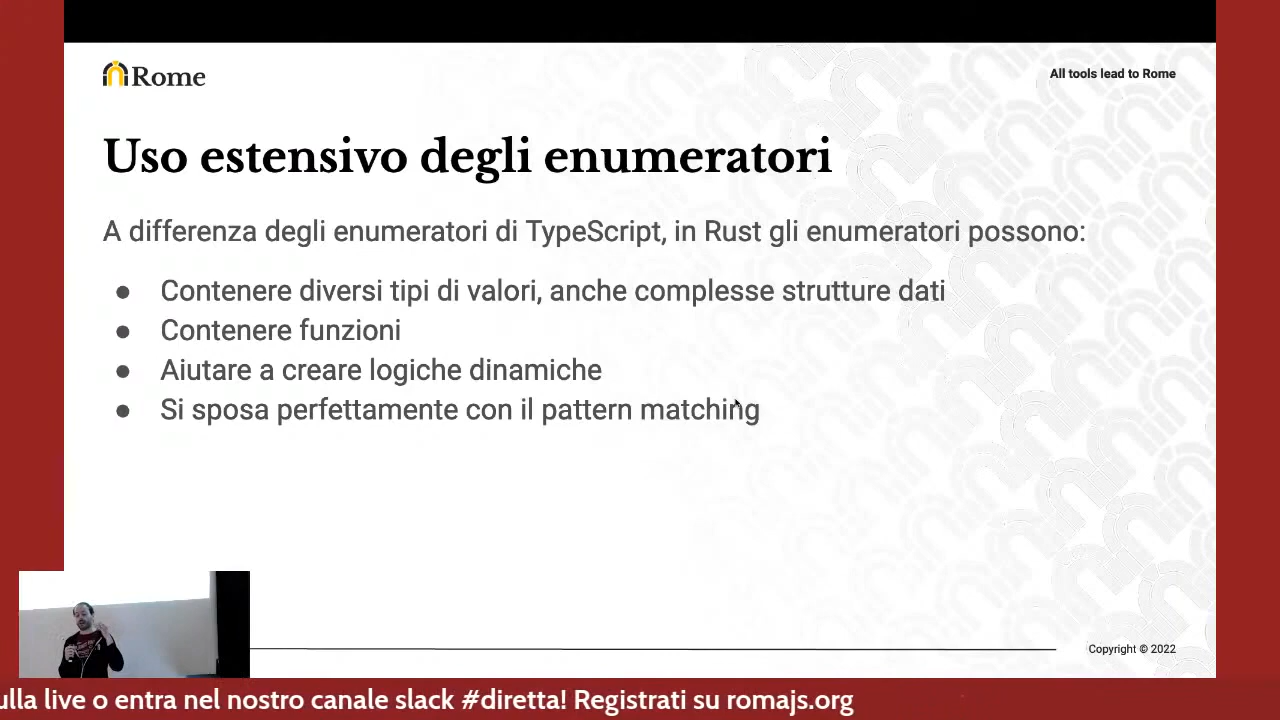 Rome
All tools lead to Rome
Uso estensivo degli enumeratori
A differenza degli enumeratori di TypeScript, in Rust gli enumeratori possono:
● Contenere diversi tipi di valori, anche complesse strutture dati
● Contenere funzioni
● Aiutare a creare logiche dinamiche
● Si sposa perfettamente con il pattern matching
Copyright © 2022
ulla live o entra nel nostro canale slack #diretta! Registrati su romajs.org